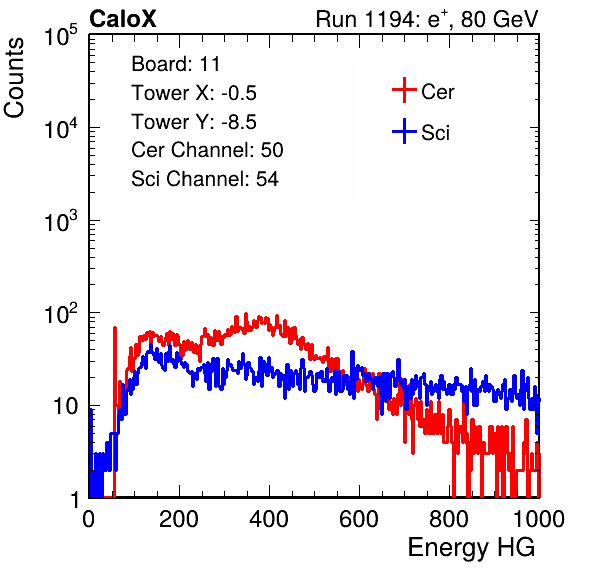 CaloX Run 1194: e⁺, 80 GeV
Counts
10⁵
10⁴
10³
10²
10
1
Board: 11
Tower X: -0.5
Tower Y: -8.5
Cer Channel: 50
Sci Channel: 54
Cer
Sci
0 200 400 600 800 1000
Energy HG